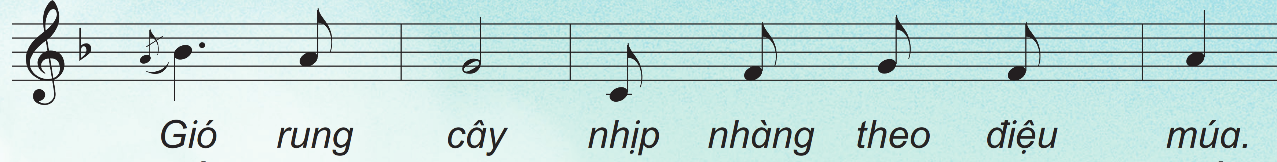 Gió rung cây nhịp nhàng theo điệu múa.